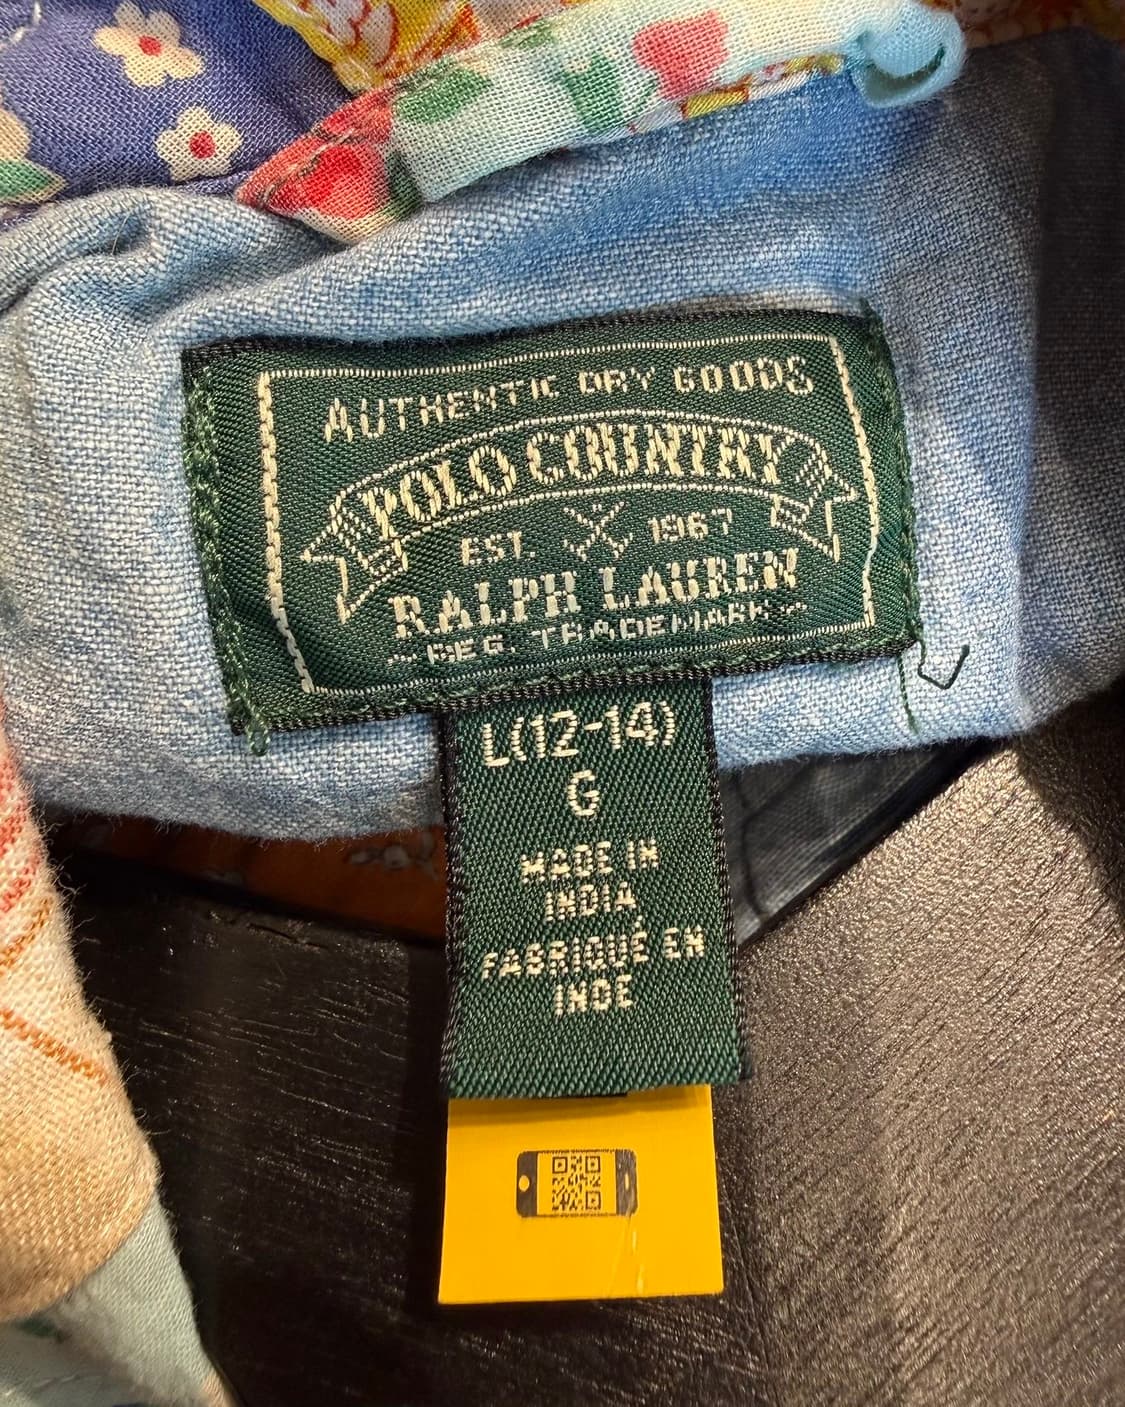 AUTHENTIC DRY GOODS
POLO COUNTRY
EST. 1967
RALPH LAUREN
REG. TRADEMARK
L(12-14)
G
MADE IN
INDIA
FABRIQUÉ EN
INDE